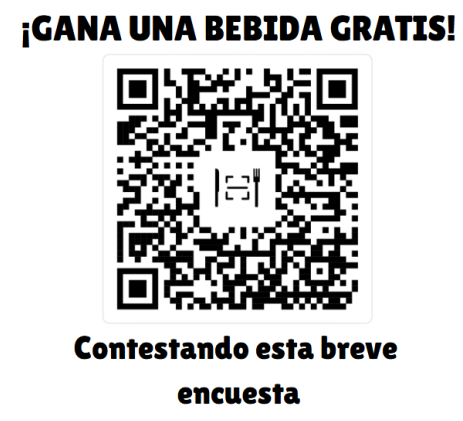 ¡GANA UNA BEBIDA GRATIS!
Contestando esta breve
encuesta